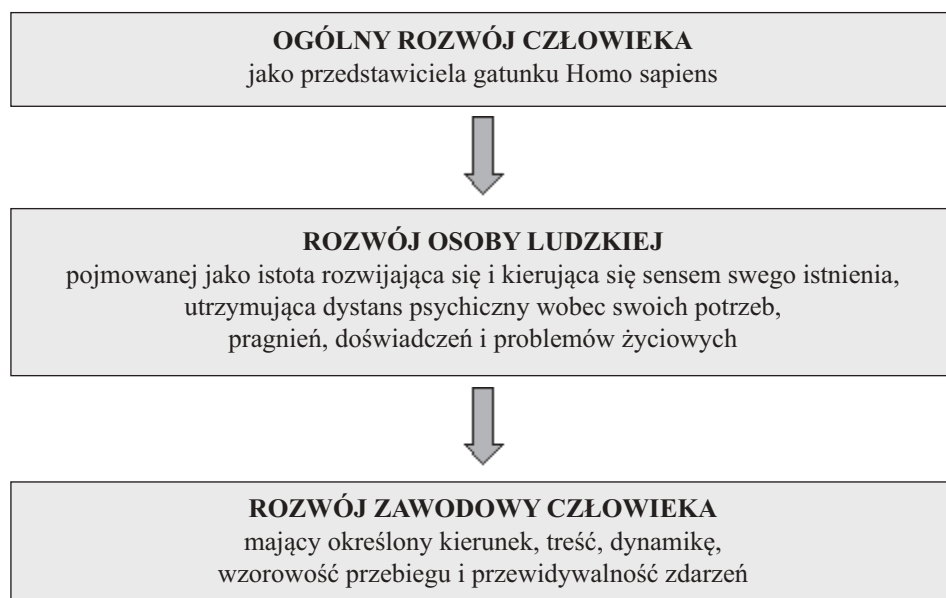 OGÓLNY ROZWÓJ CZŁOWIEKA
jako przedstawiciela gatunku Homo sapiens
ROZWÓJ OSOBY LUDZKIEJ
pojmowanej jako istota rozwijająca się i kierująca się sensem swego istnienia,
utrzymująca dystans psychiczny wobec swoich potrzeb,
pragnień, doświadczeń i problemów życiowych
ROZWÓJ ZAWODOWY CZŁOWIEKA
mający określony kierunek, treść, dynamikę,
wzorowość przebiegu i przewidywalność zdarzeń